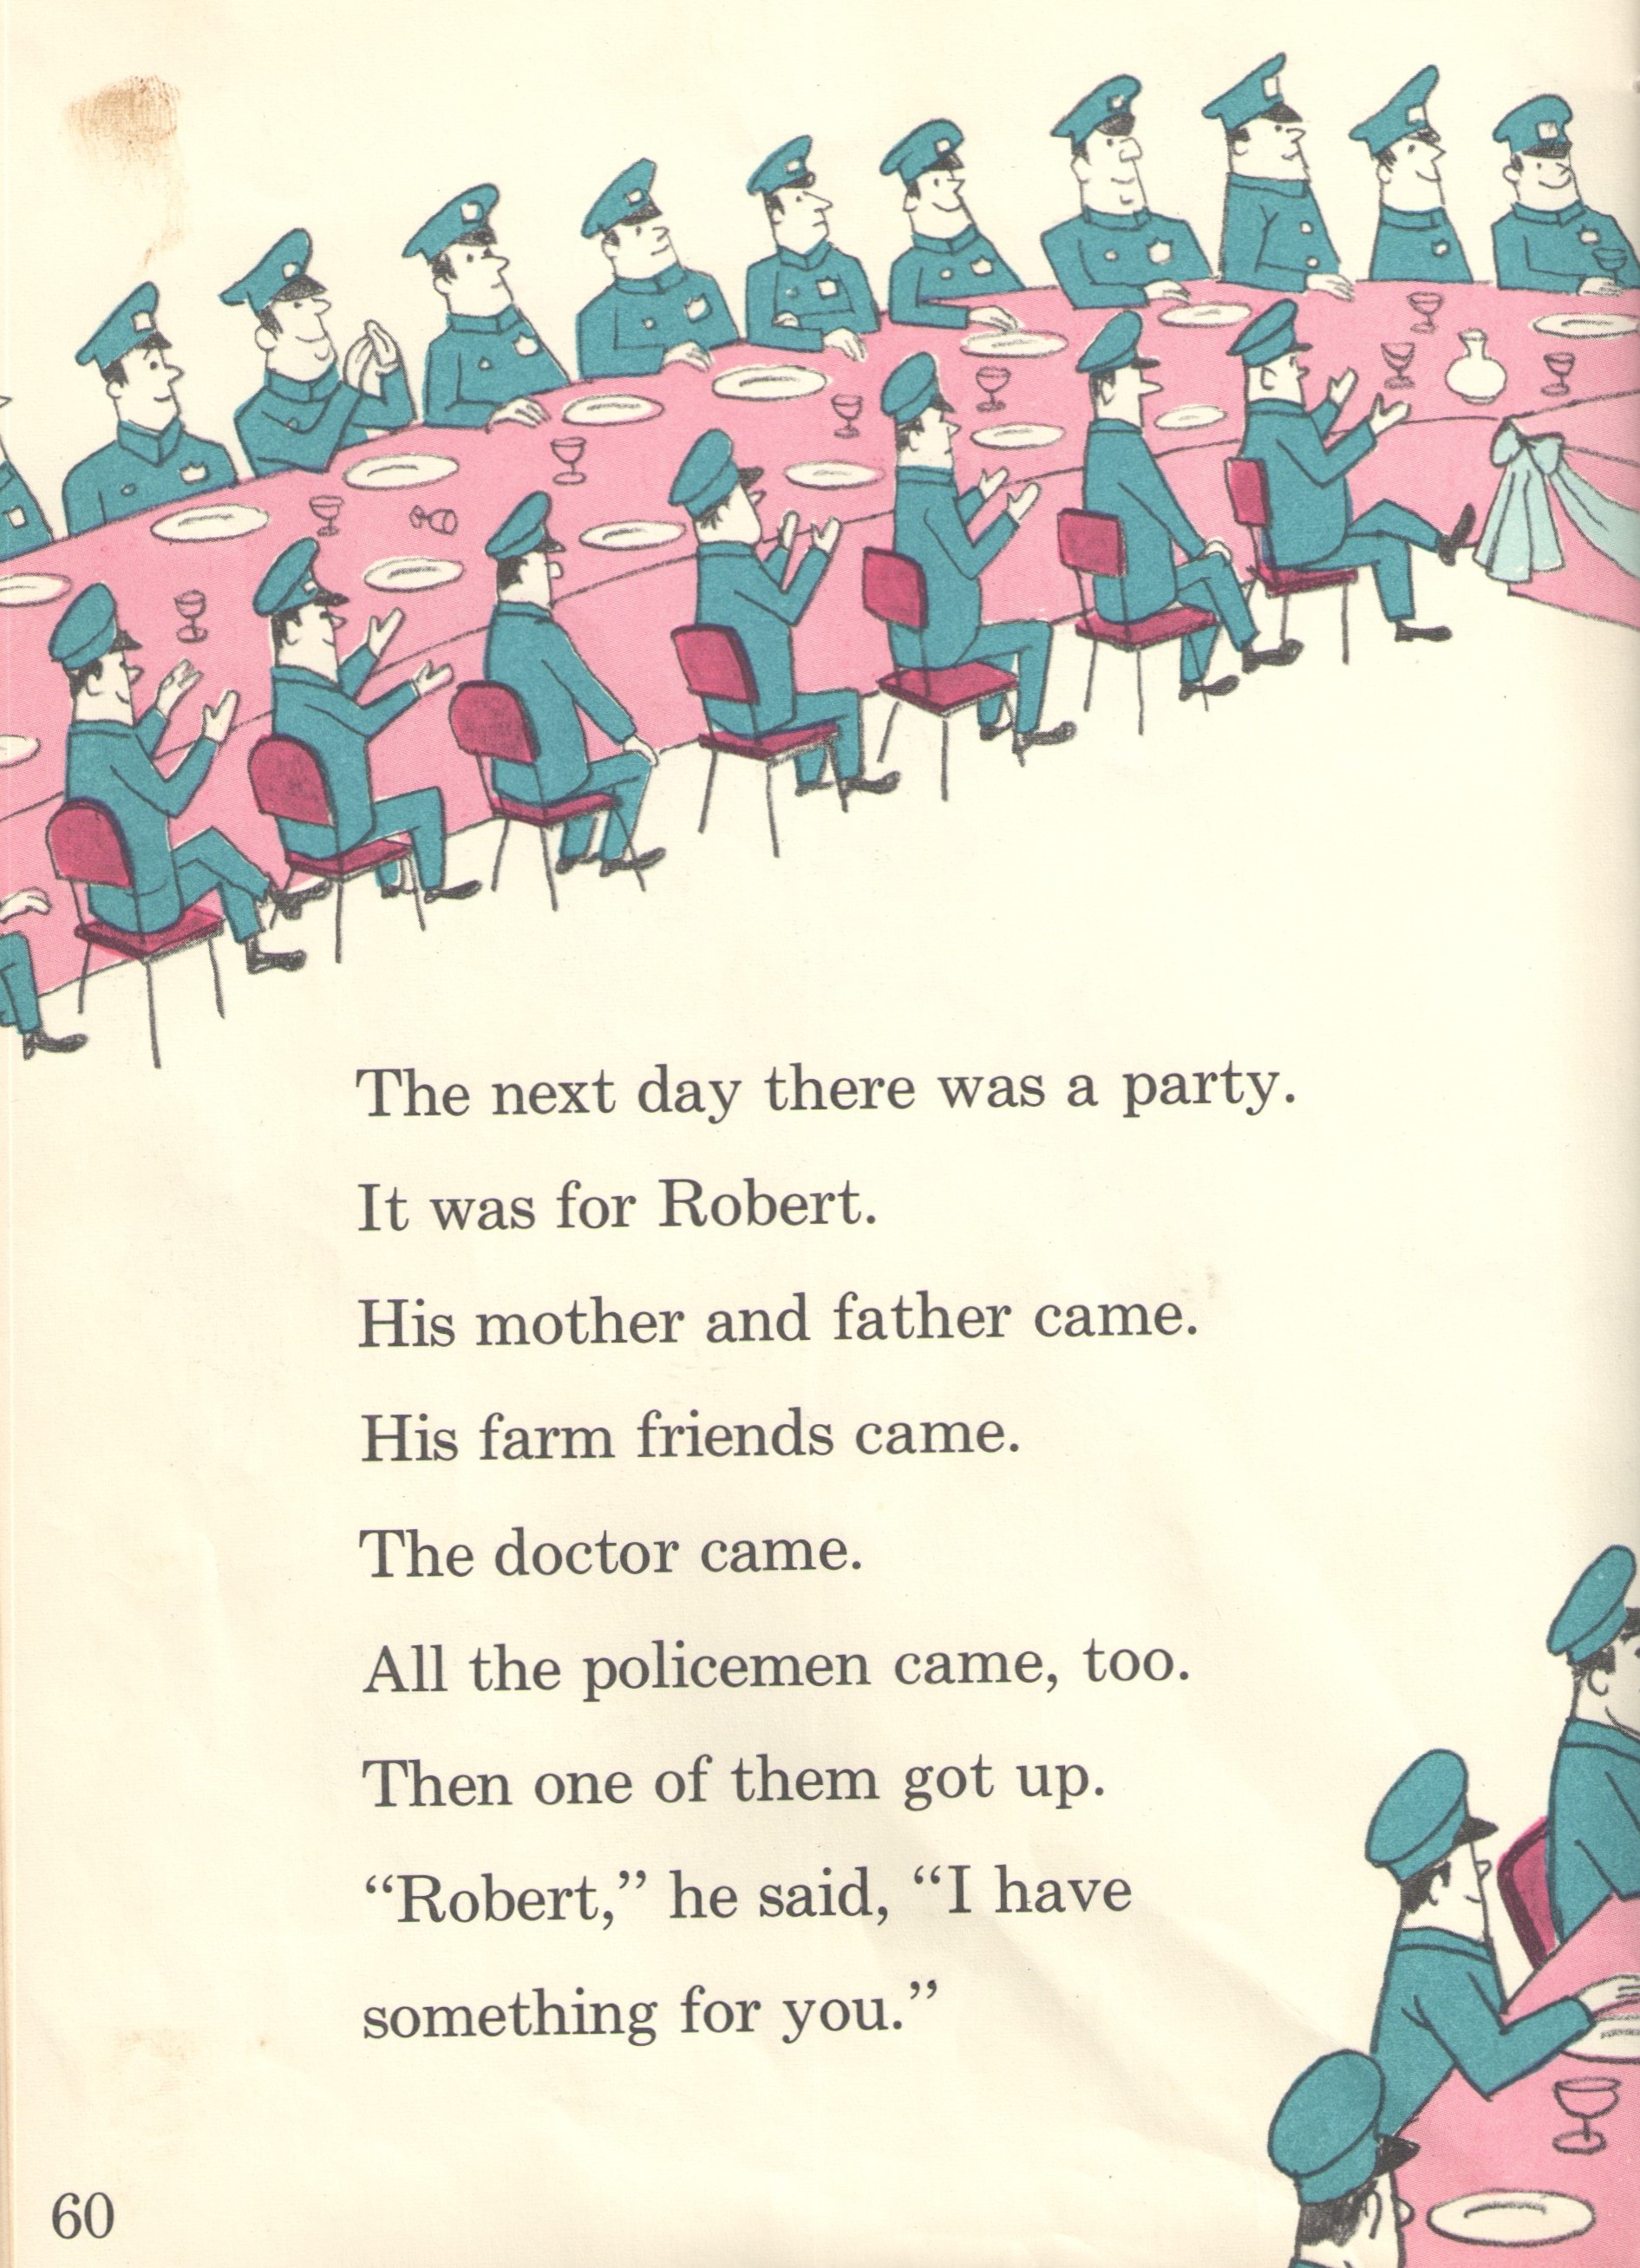 The next day there was a party.
It was for Robert.
His mother and father came.
His farm friends came.
The doctor came.
All the policemen came, too.
Then one of them got up.
“Robert,” he said, “I have
something for you.”
60